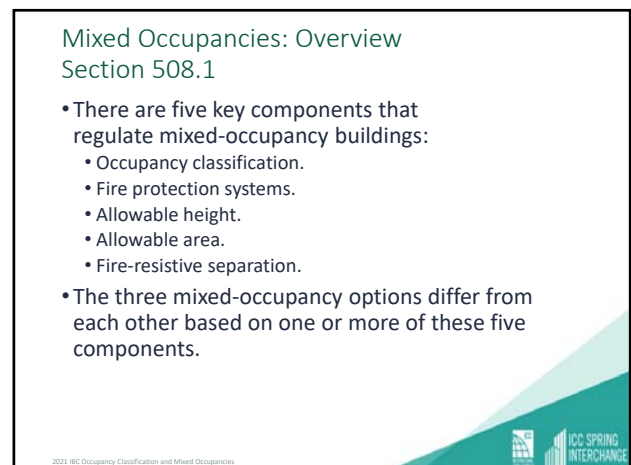 Mixed Occupancies: Overview
Section 508.1
• There are five key components that
regulate mixed-occupancy buildings:
• Occupancy classification.
• Fire protection systems.
• Allowable height.
• Allowable area.
• Fire-resistive separation.
• The three mixed-occupancy options differ from
each other based on one or more of these five
components.
2021 IBC Occupancy Classification and Mixed Occupancies
ICC SPRING
INTERCHANGE